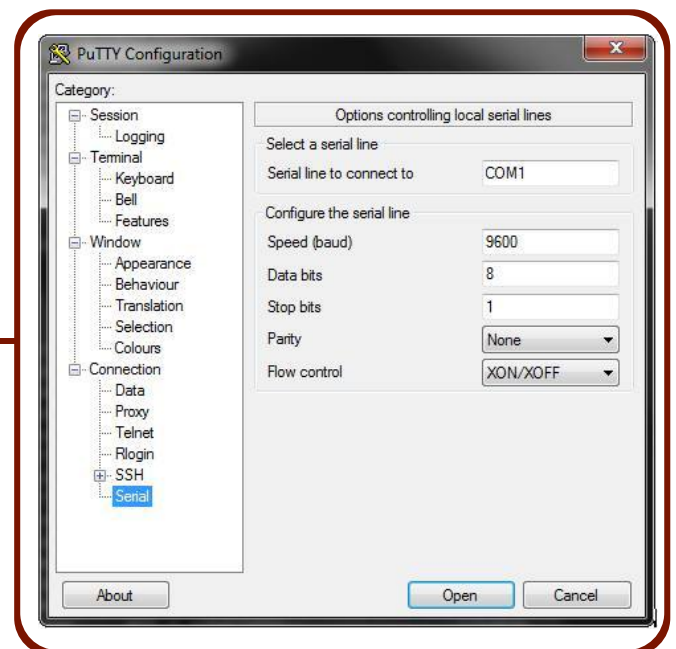 PuTTY Configuration
Category:
Session
Logging
Terminal
Keyboard
Bell
Features
Window
Appearance
Behaviour
Translation
Selection
Colours
Connection
Data
Proxy
Telnet
Rlogin
SSH
Serial
Options controlling local serial lines
Select a serial line
Serial line to connect to COM1
Configure the serial line
Speed (baud) 9600
Data bits 8
Stop bits 1
Parity None
Flow control XON/XOFF
About Open Cancel